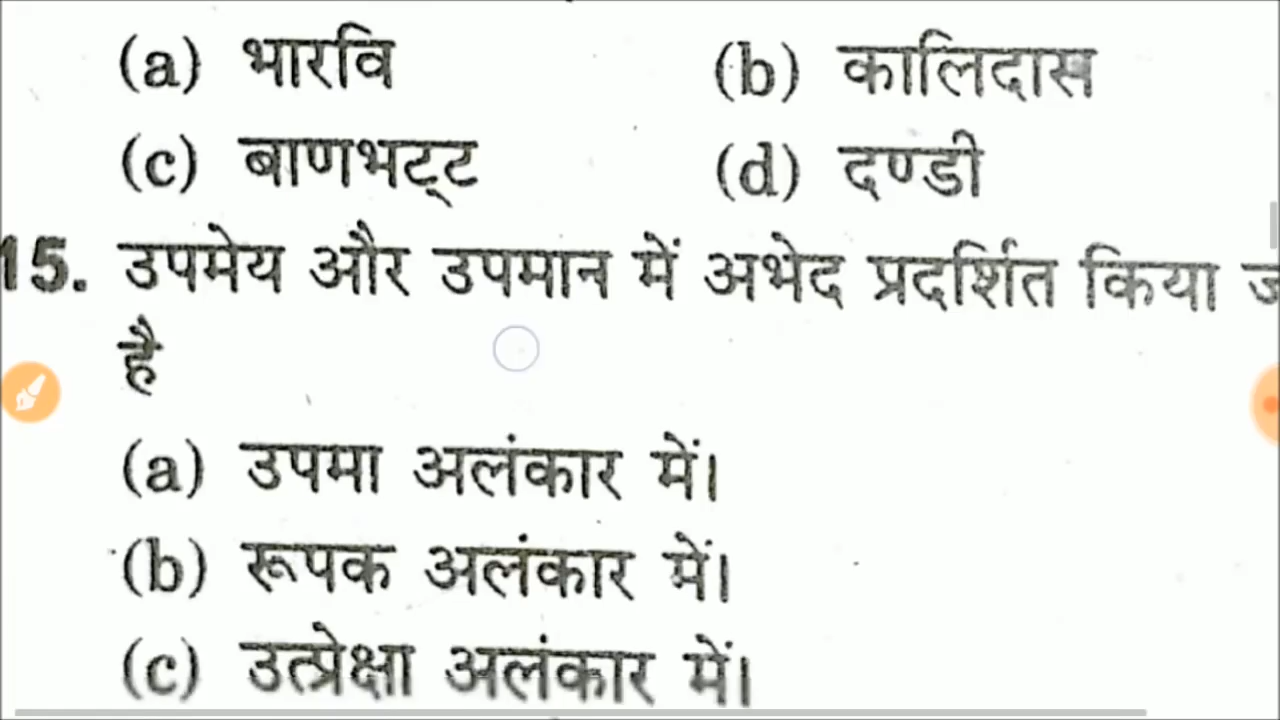 (a) भारवि (b) कालिदास
(c) बाणभट्ट (d) दण्डी
15. उपमेय और उपमान में अभेद प्रदर्शित किया
है
(a) उपमा अलंकार में।
(b) रूपक अलंकार में।
(c) उत्प्रेक्षा अलंकार में।